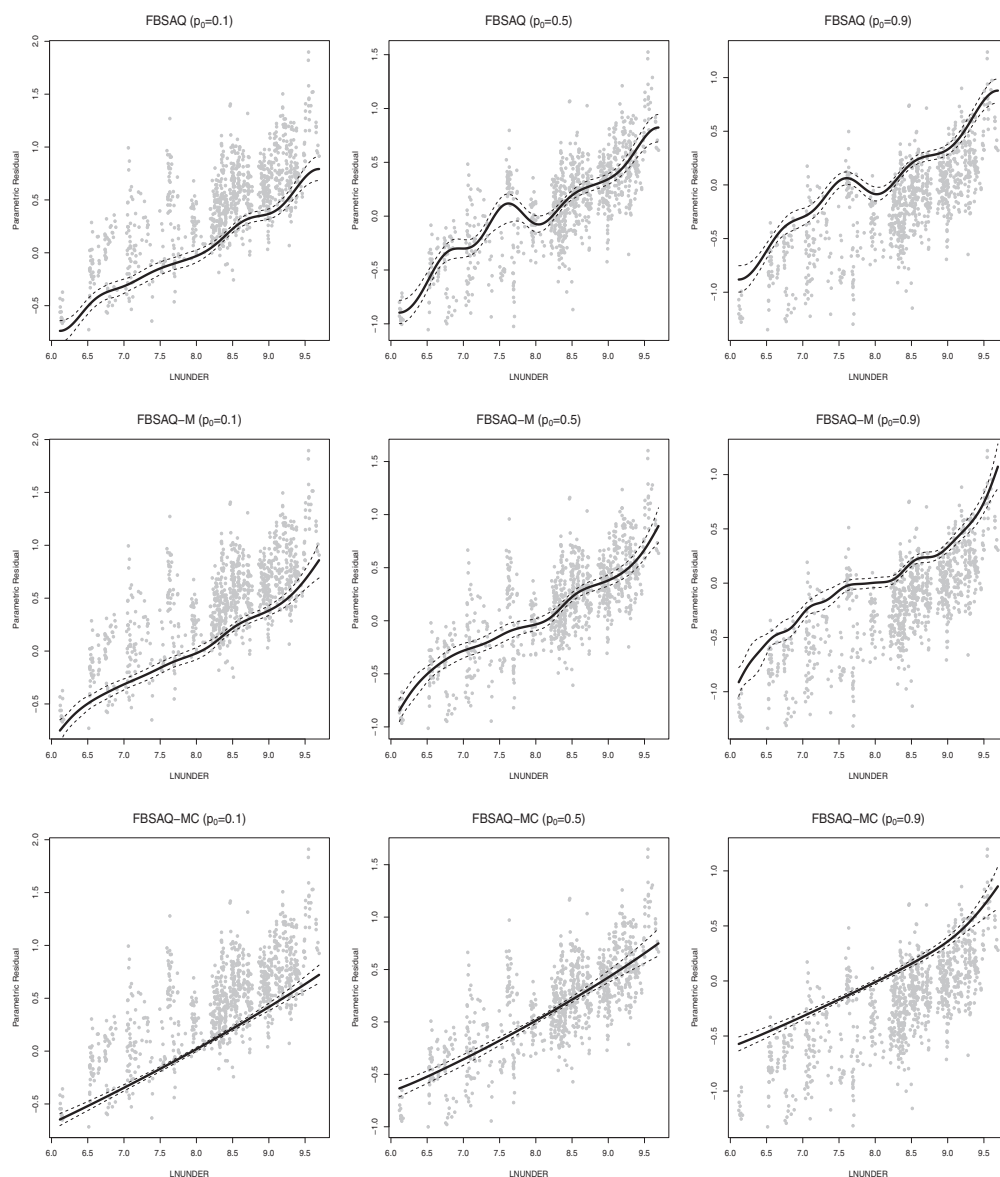 FBSAQ (p₀=0.1)
Parametric Residual
2.0
1.5
1.0
0.5
0.0
−0.5
6.0 6.5 7.0 7.5 8.0 8.5 9.0 9.5
LNUNDER
FBSAQ (p₀=0.5)
Parametric Residual
1.5
1.0
0.5
0.0
−0.5
−1.0
6.0 6.5 7.0 7.5 8.0 8.5 9.0 9.5
LNUNDER
FBSAQ (p₀=0.9)
Parametric Residual
1.0
0.5
0.0
−0.5
−1.0
6.0 6.5 7.0 7.5 8.0 8.5 9.0 9.5
LNUNDER
FBSAQ−M (p₀=0.1)
Parametric Residual
2.0
1.5
1.0
0.5
0.0
−0.5
6.0 6.5 7.0 7.5 8.0 8.5 9.0 9.5
LNUNDER
FBSAQ−M (p₀=0.5)
Parametric Residual
1.5
1.0
0.5
0.0
−0.5
−1.0
6.0 6.5 7.0 7.5 8.0 8.5 9.0 9.5
LNUNDER
FBSAQ−M (p₀=0.9)
Parametric Residual
1.0
0.5
0.0
−0.5
−1.0
6.0 6.5 7.0 7.5 8.0 8.5 9.0 9.5
LNUNDER
FBSAQ−MC (p₀=0.1)
Parametric Residual
2.0
1.5
1.0
0.5
0.0
−0.5
6.0 6.5 7.0 7.5 8.0 8.5 9.0 9.5
LNUNDER
FBSAQ−MC (p₀=0.5)
Parametric Residual
1.5
1.0
0.5
0.0
−0.5
−1.0
6.0 6.5 7.0 7.5 8.0 8.5 9.0 9.5
LNUNDER
FBSAQ−MC (p₀=0.9)
Parametric Residual
1.0
0.5
0.0
−0.5
−1.0
6.0 6.5 7.0 7.5 8.0 8.5 9.0 9.5
LNUNDER